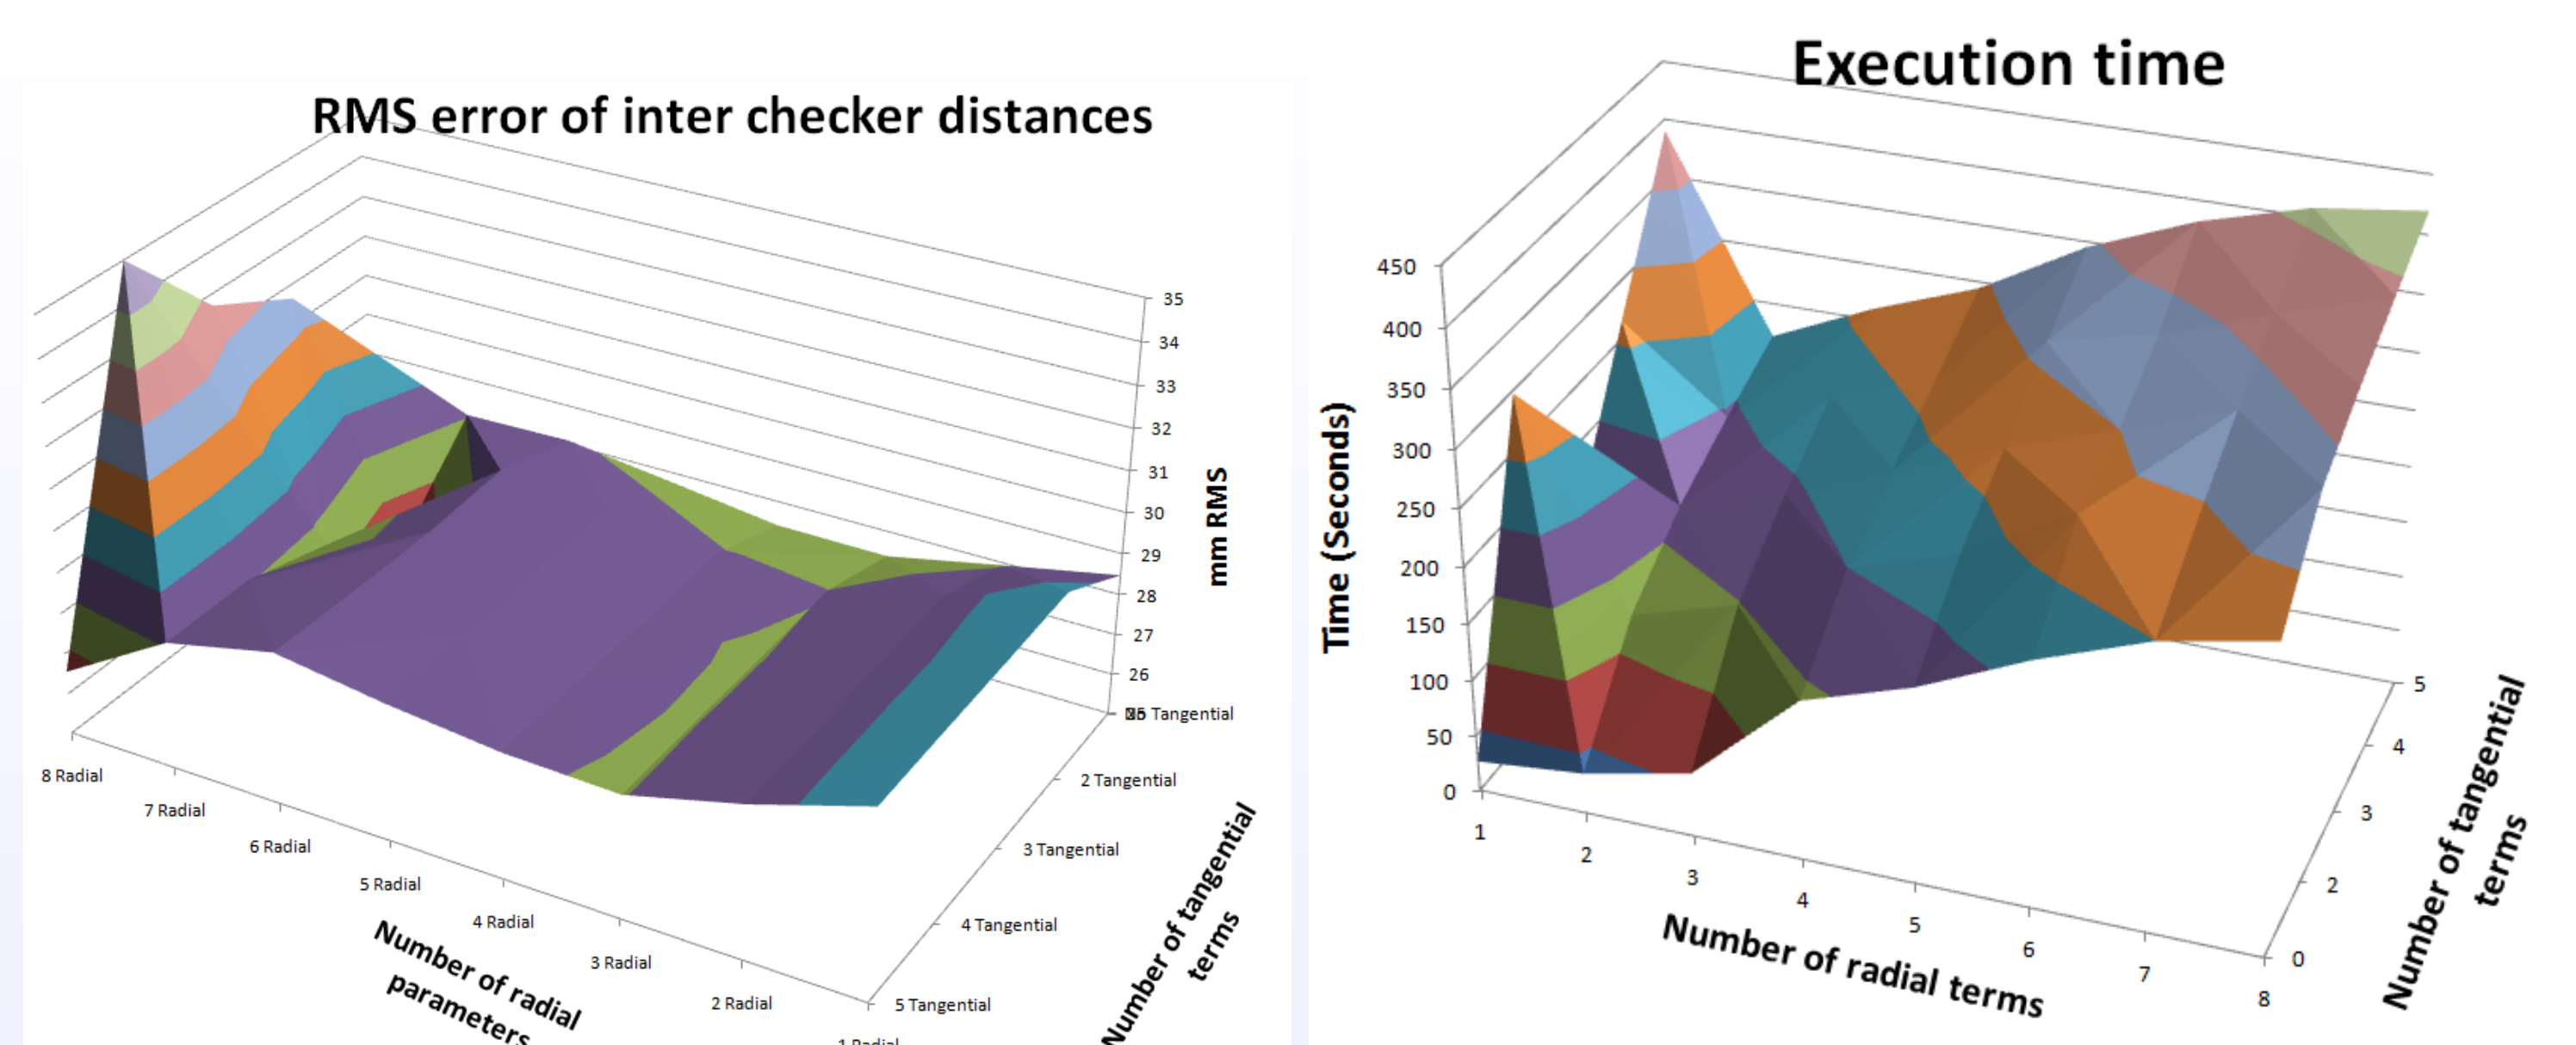 RMS error of inter checker distances
35
34
33
32
31
30
29
28
27
26
Tangential
mm RMS
2 Tangential
3 Tangential
4 Tangential
5 Tangential
Number of tangential
terms
8 Radial
7 Radial
6 Radial
5 Radial
4 Radial
3 Radial
2 Radial
1 Radial
Number of radial
parameters
Execution time
450
400
350
300
250
200
150
100
50
0
Time (Seconds)
1
2
3
4
5
6
7
8
Number of radial terms
5
4
3
2
0
Number of tangential
terms